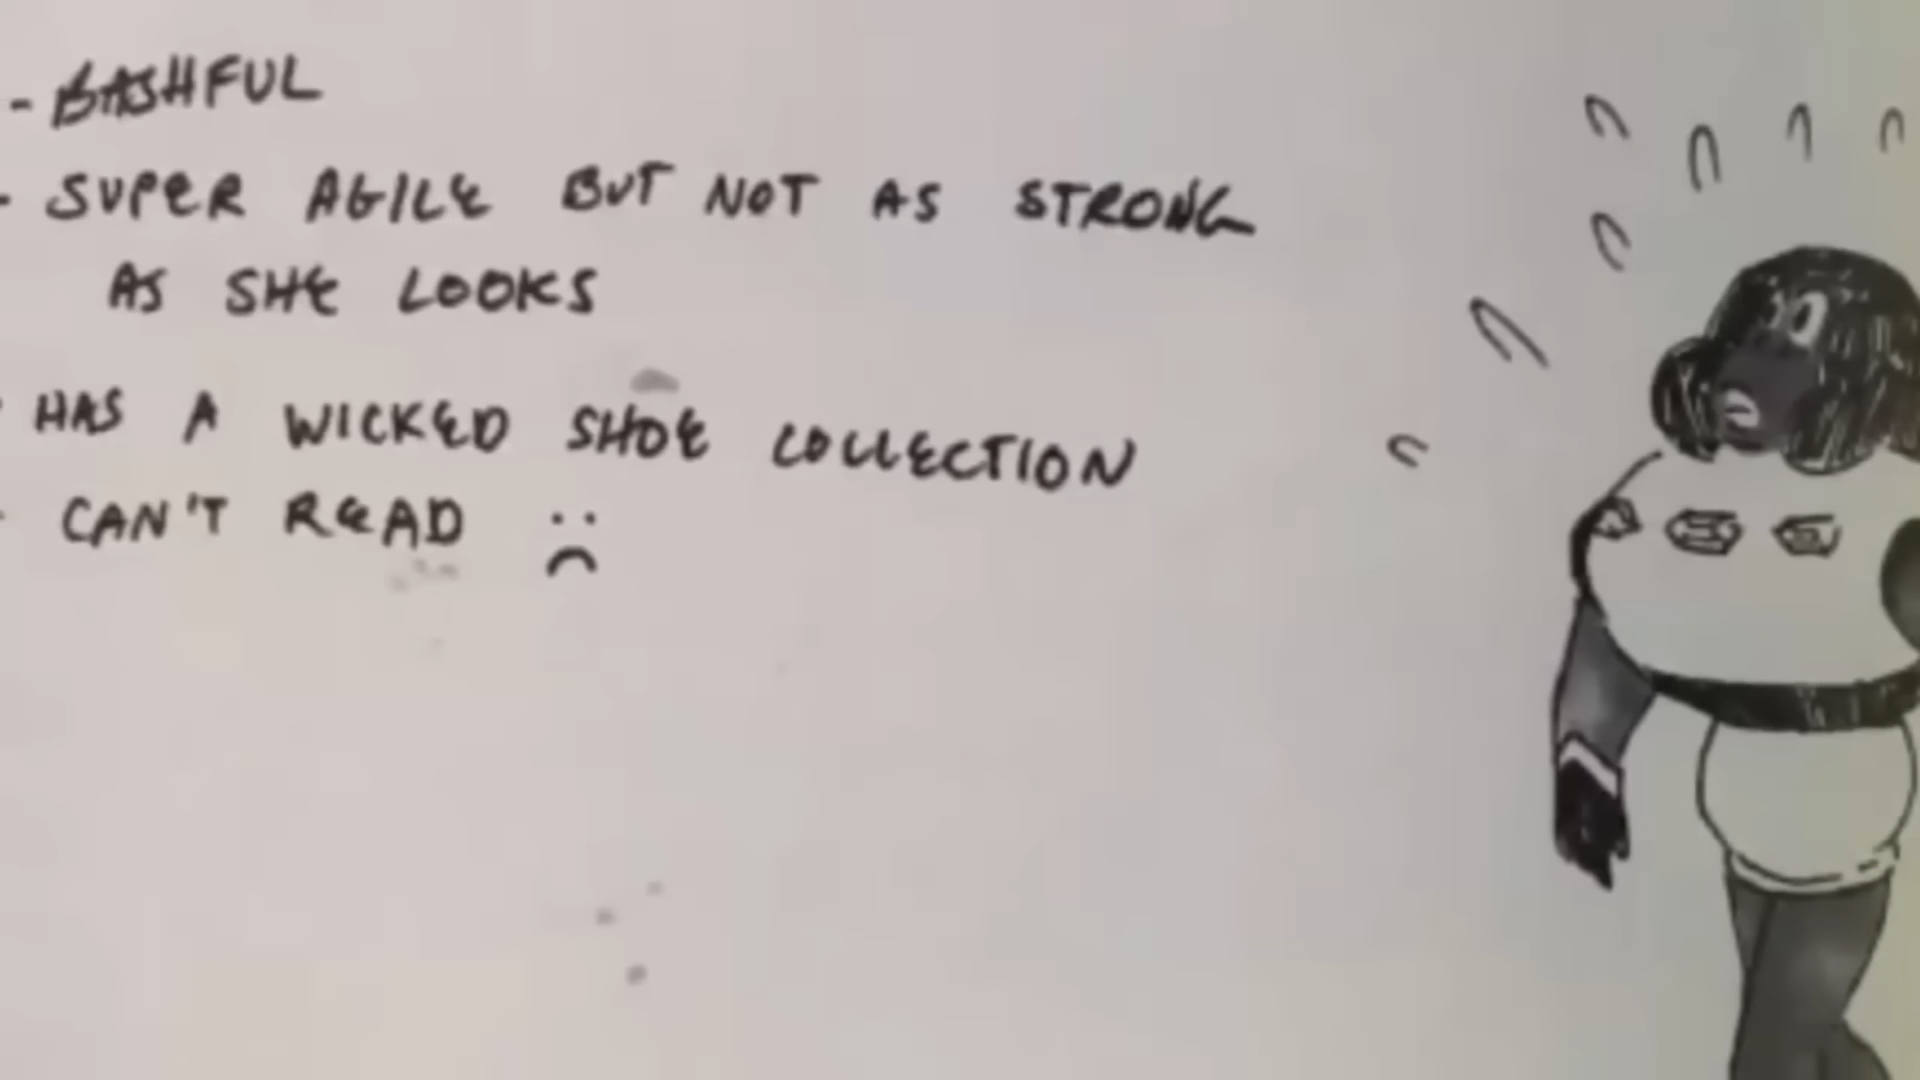 - BASHFUL
- SUPER AGILE BUT NOT AS STRONG
AS SHE LOOKS
- HAS A WICKED SHOE COLLECTION
- CAN'T READ :(